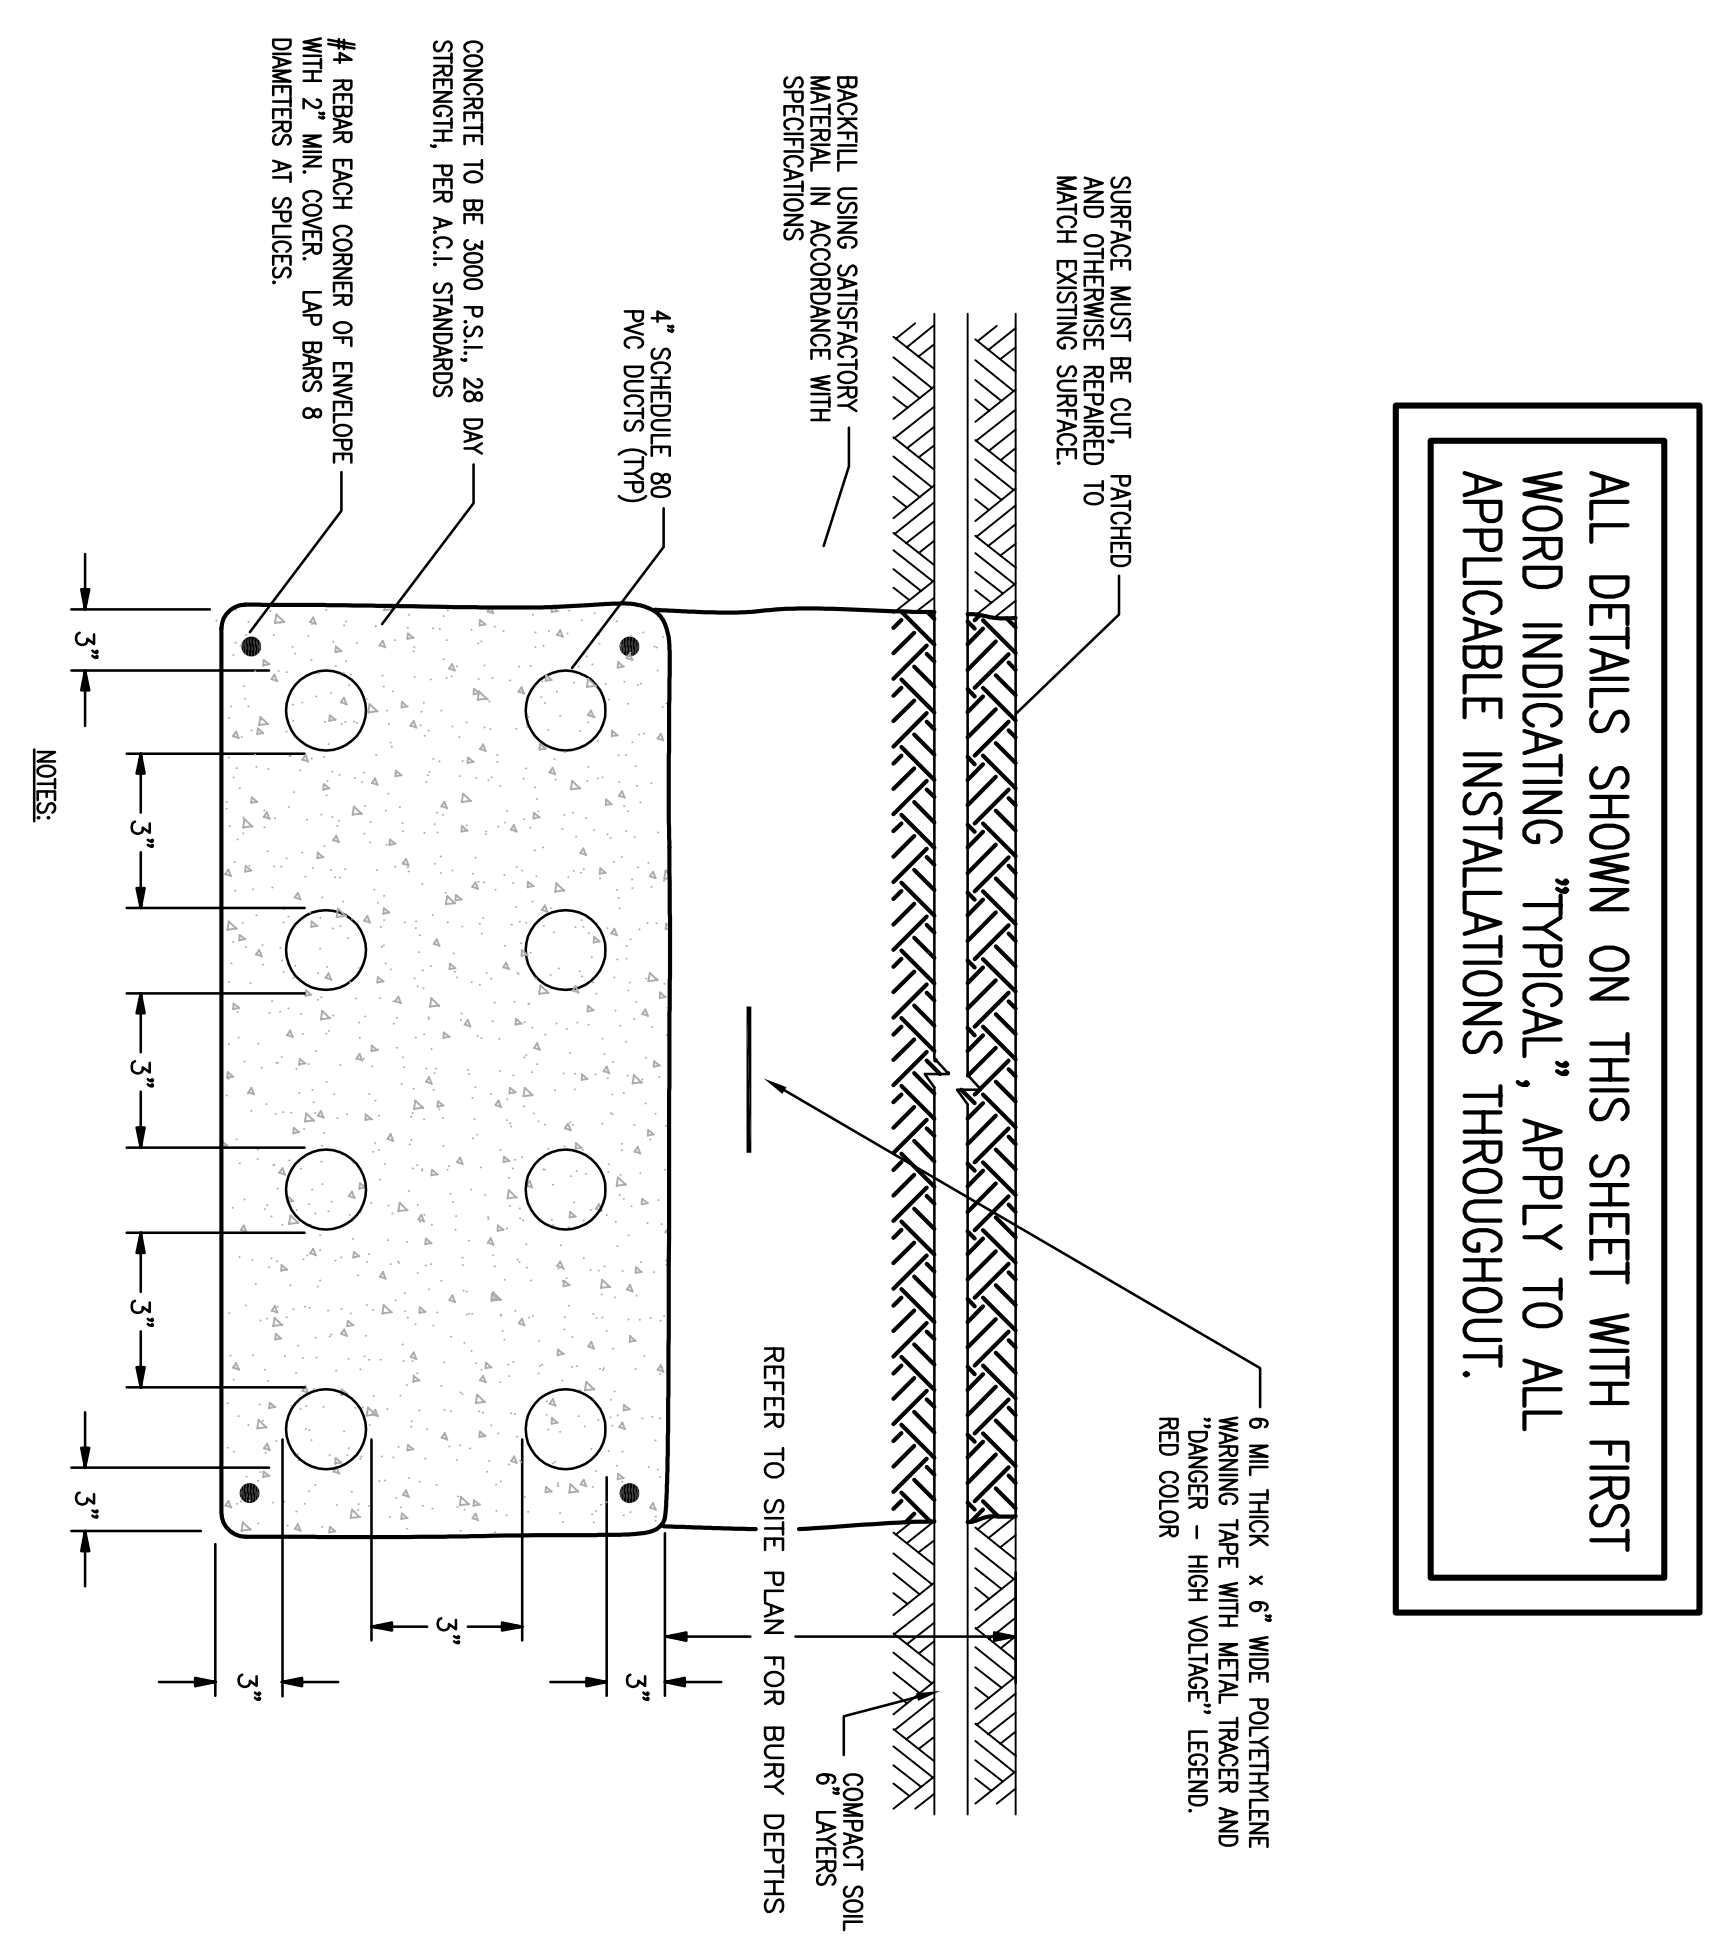 ALL DETAILS SHOWN ON THIS SHEET WITH FIRST
WORD INDICATING "TYPICAL", APPLY TO ALL
APPLICABLE INSTALLATIONS THROUGHOUT.
6 MIL THICK x 6" WIDE POLYETHYLENE
WARNING TAPE WITH METAL TRACER AND
"DANGER - HIGH VOLTAGE" LEGEND.
RED COLOR
SURFACE MUST BE CUT, PATCHED
AND OTHERWISE REPAIRED TO
MATCH EXISTING SURFACE.
BACKFILL USING SATISFACTORY
MATERIAL IN ACCORDANCE WITH
SPECIFICATIONS
COMPACT SOIL
6" LAYERS
REFER TO SITE PLAN FOR BURY DEPTHS
4" SCHEDULE 80
PVC DUCTS (TYP)
3"
CONCRETE TO BE 3000 P.S.I., 28 DAY
STRENGTH, PER A.C.I. STANDARDS
3"
#4 REBAR EACH CORNER OF ENVELOPE
WITH 2" MIN. COVER. LAP BARS 8
DIAMETERS AT SPLICES.
3"
3"
3"
3"
3"
3"
NOTES: